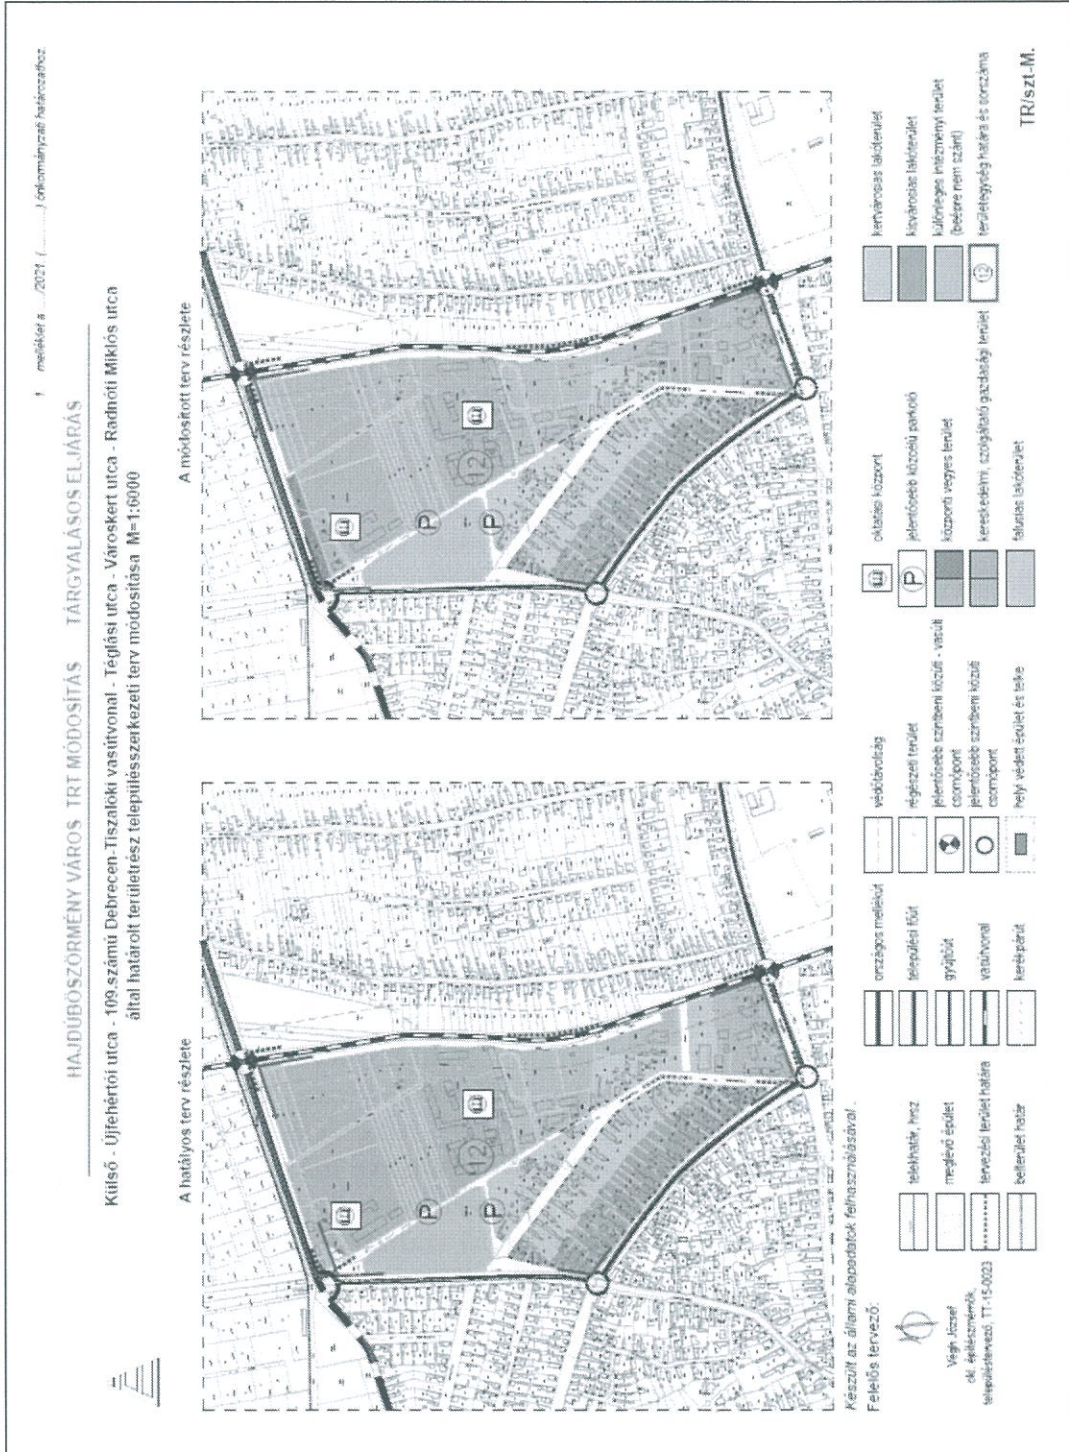 1. melléklet a ..../2021. (.........) önkormányzati határozathoz.
HAJDÚBÖSZÖRMÉNY VÁROS TRT MÓDOSÍTÁS TÁRGYALÁSOS ELJÁRÁS
Külső - Újfehértói utca - 109.számú Debrecen-Tiszalöki vasútvonal - Téglási utca - Városkert utca - Radnóti Miklós utca
által határolt területrész településszerkezeti terv módosítása M=1:6000
A hatályos terv részlete
A módosított terv részlete
12
P
P
12
P
P
Készült az állami alapadatok felhasználásával.
Felelős tervező:
Végh József
okl. építészmérnök,
településtervező, TT-15-0023
telekhatár, hrsz
meglévő épület
tervezési terület határa
belterület határ
országos mellékút
települési főút
gyűjtőút
vasútvonal
kerékpárút
védőtávolság
régészeti terület
jelentősebb szintbeni közúti - vasúti
csomópont
jelentősebb szintbeni közúti
csomópont
helyi védett épület és telke
oktatási központ
P
jelentősebb közcélú parkoló
központi vegyes terület
kereskedelmi, szolgáltató gazdasági terület
falusias lakóterület
kertvárosias lakóterület
kisvárosias lakóterület
különleges intézményi terület
(beépítésre nem szánt)
12
területegység határa és sorszáma
TR/szt-M.